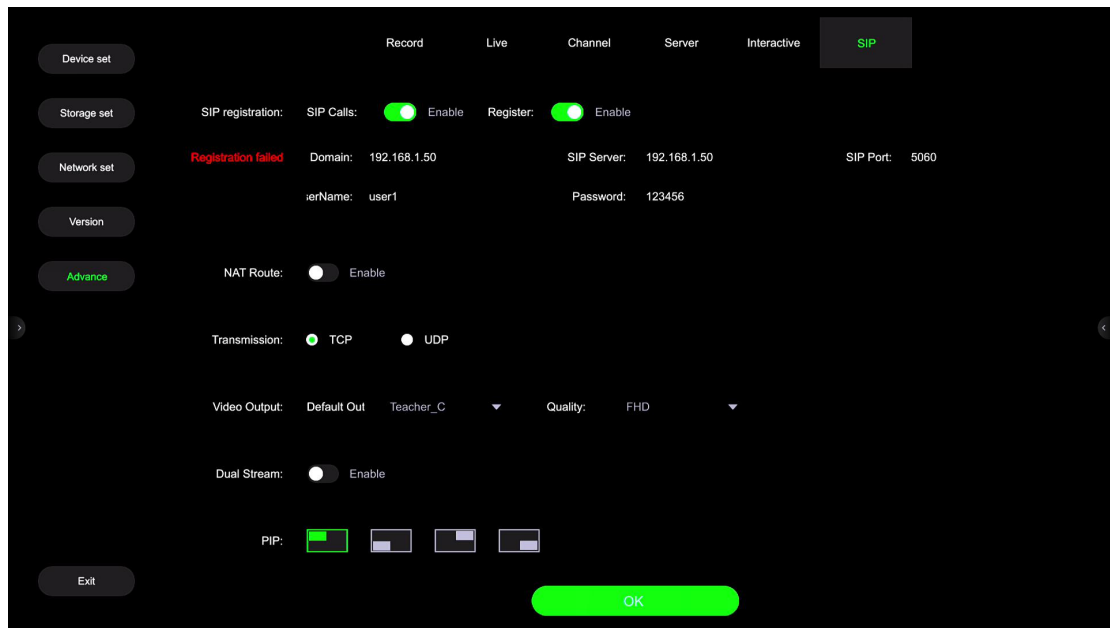 Record Live Channel Server Interactive SIP
Device set
Storage set
Network set
Version
Advance
Exit
SIP registration: SIP Calls: Enable Register: Enable
Registration failed Domain: 192.168.1.50 SIP Server: 192.168.1.50 SIP Port: 5060
serName: user1 Password: 123456
NAT Route: Enable
Transmission: TCP UDP
Video Output: Default Out Teacher_C Quality: FHD
Dual Stream: Enable
PIP:
OK